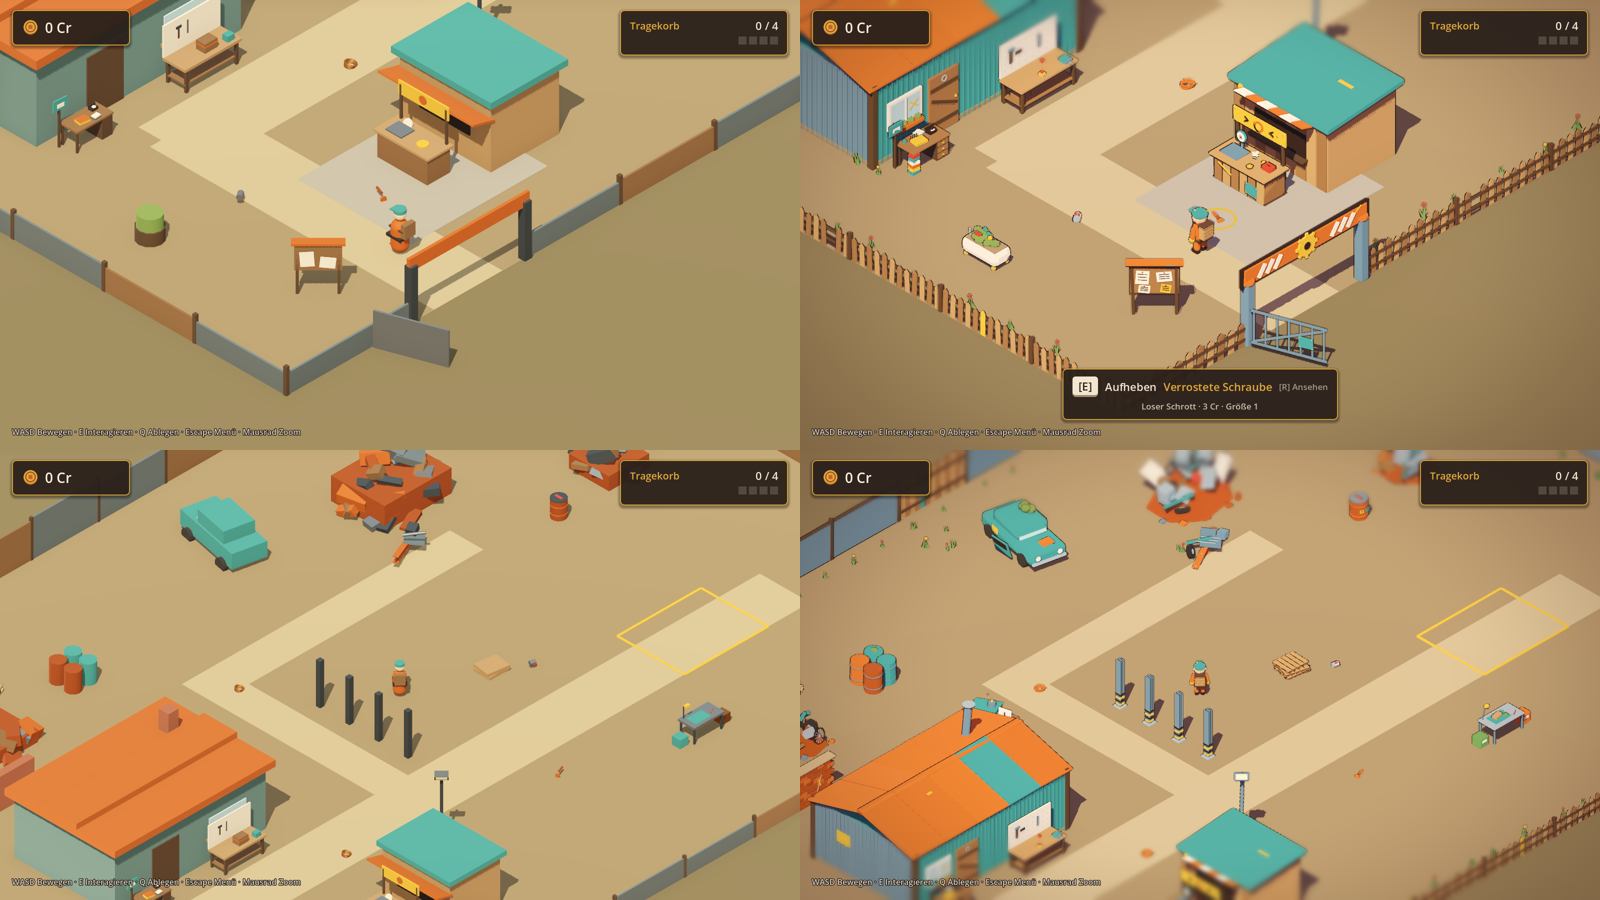 0 Cr
Tragekorb 0 / 4
WASD Bewegen · E Interagieren · Q Ablegen · Escape Menü · Mausrad Zoom
0 Cr
Tragekorb 0 / 4
[E] Aufheben Verrostete Schraube [R] Ansehen
Loser Schrott · 3 Cr · Größe 1
WASD Bewegen · E Interagieren · Q Ablegen · Escape Menü · Mausrad Zoom
0 Cr
Tragekorb 0 / 4
WASD Bewegen · E Interagieren · Q Ablegen · Escape Menü · Mausrad Zoom
0 Cr
Tragekorb 0 / 4
WASD Bewegen · E Interagieren · Q Ablegen · Escape Menü · Mausrad Zoom